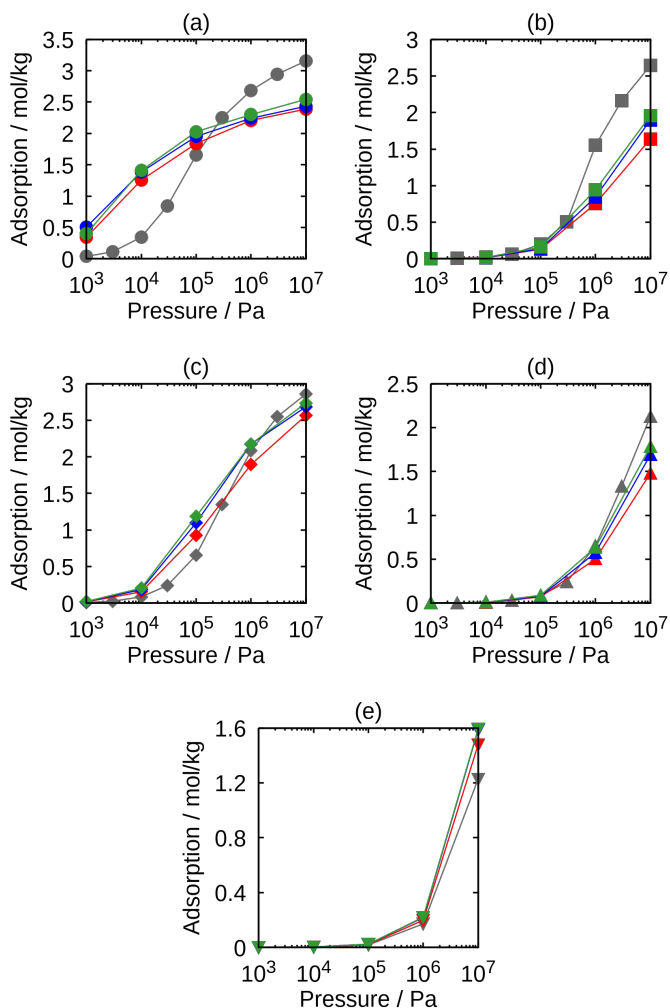 (a)
Adsorption / mol/kg
3.5
3
2.5
2
1.5
1
0.5
0
10³ 10⁴ 10⁵ 10⁶ 10⁷
Pressure / Pa
(b)
Adsorption / mol/kg
3
2.5
2
1.5
1
0.5
0
10³ 10⁴ 10⁵ 10⁶ 10⁷
Pressure / Pa
(c)
Adsorption / mol/kg
3
2.5
2
1.5
1
0.5
0
10³ 10⁴ 10⁵ 10⁶ 10⁷
Pressure / Pa
(d)
Adsorption / mol/kg
2.5
2
1.5
1
0.5
0
10³ 10⁴ 10⁵ 10⁶ 10⁷
Pressure / Pa
(e)
Adsorption / mol/kg
1.6
1.2
0.8
0.4
0
10³ 10⁴ 10⁵ 10⁶ 10⁷
Pressure / Pa